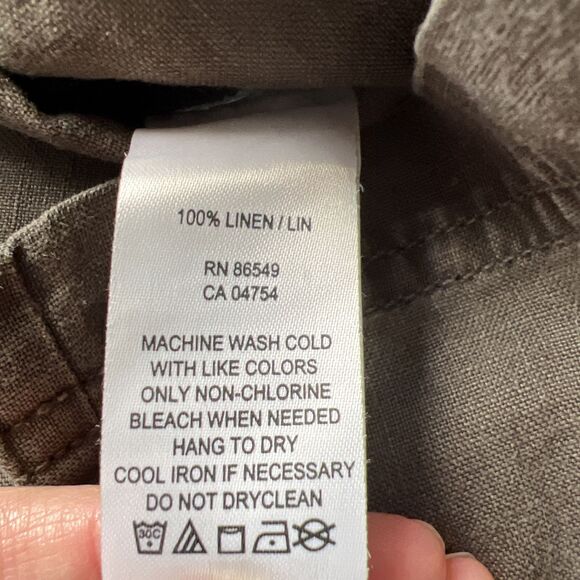 100% LINEN / LIN
RN 86549
CA 04754
MACHINE WASH COLD
WITH LIKE COLORS
ONLY NON-CHLORINE
BLEACH WHEN NEEDED
HANG TO DRY
COOL IRON IF NECESSARY
DO NOT DRYCLEAN
30C